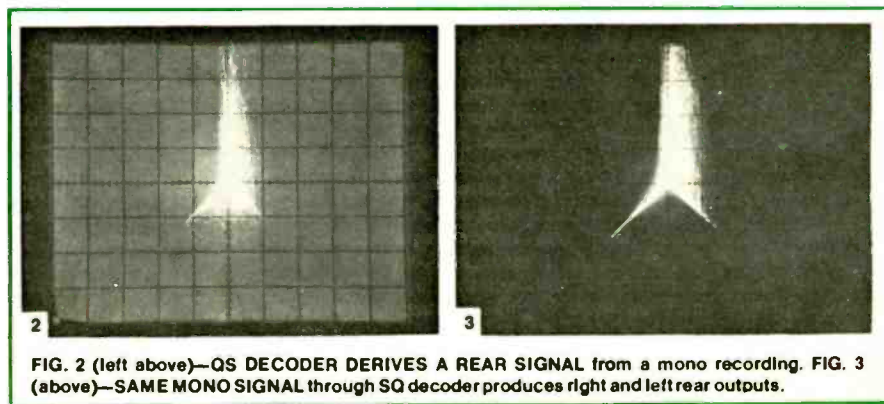 2
3
FIG. 2 (left above)—QS DECODER DERIVES A REAR SIGNAL from a mono recording. FIG. 3
(above)—SAME MONO SIGNAL through SQ decoder produces right and left rear outputs.